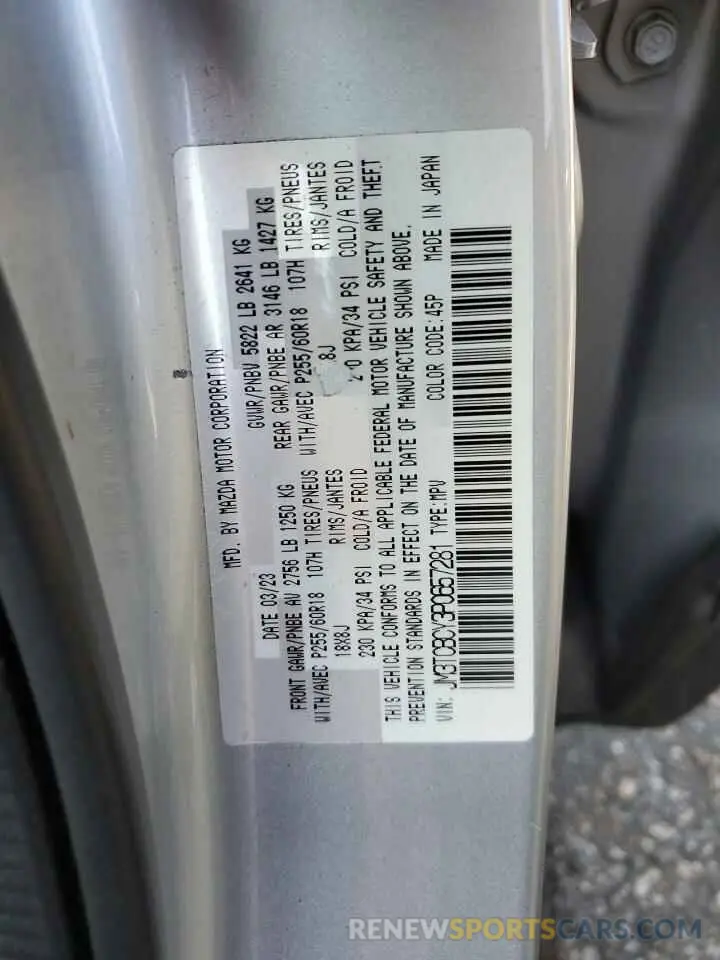 MFD. BY MAZDA MOTOR CORPORATION
DATE 03/23 GVWR/PNBV 5822 LB 2641 KG
FRONT GAWR/PNBE AV 2756 LB 1250 KG REAR GAWR/PNBE AR 3146 LB 1427 KG
WITH/AVEC P255/60R18 107H TIRES/PNEUS WITH/AVEC P255/60R18 107H TIRES/PNEUS
18X8J RIMS/JANTES 8J RIMS/JANTES
230 KPA/34 PSI COLD/A FROID KPA/34 PSI COLD/A FROID
THIS VEHICLE CONFORMS TO ALL APPLICABLE FEDERAL MOTOR VEHICLE SAFETY AND THEFT
PREVENTION STANDARDS IN EFFECT ON THE DATE OF MANUFACTURE SHOWN ABOVE.
VIN: JM3TCBCY3P0657281 TYPE:MPV COLOR CODE:45P MADE IN JAPAN
RENEWSPORTSCARS.COM